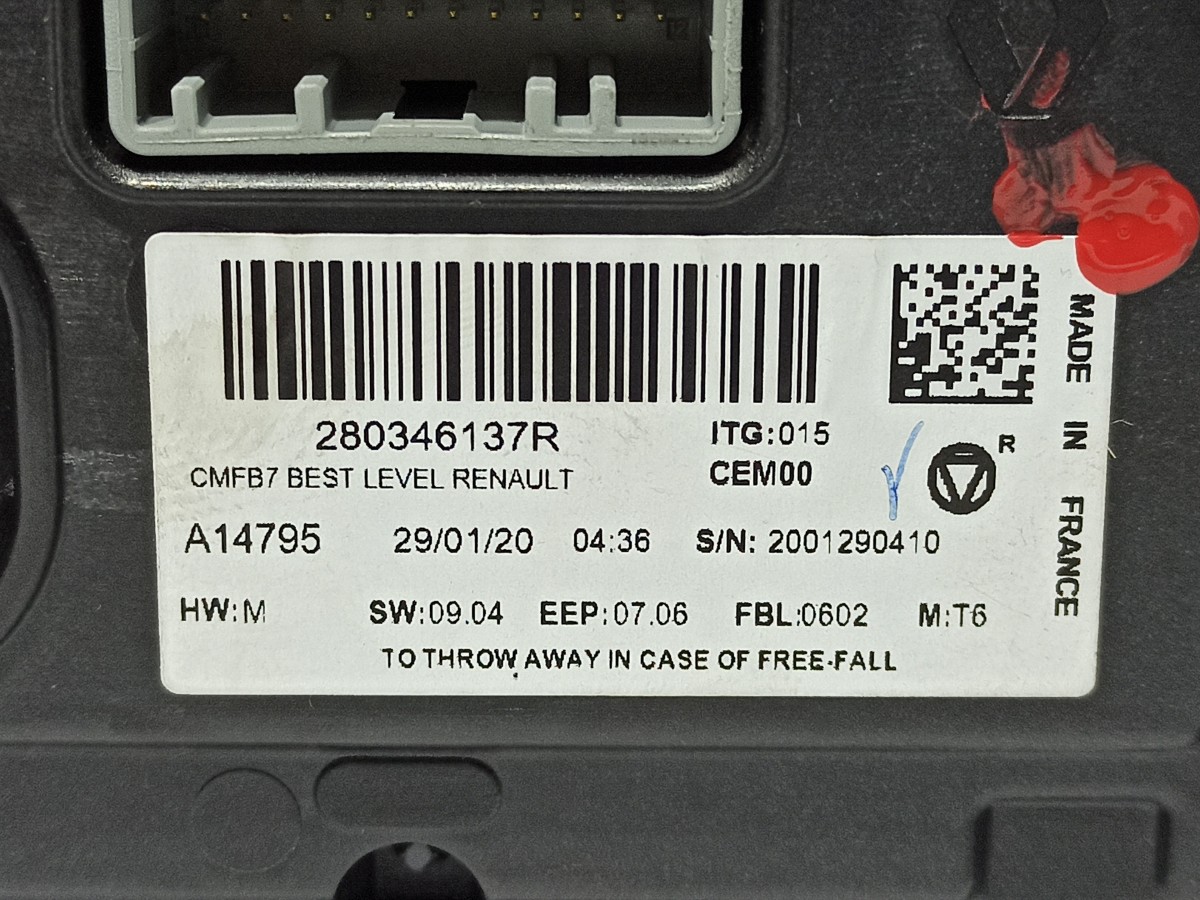 280346137R
ITG:015
CMFB7 BEST LEVEL RENAULT
CEM00
R
A14795 29/01/20 04:36 S/N: 2001290410
HW:M SW:09.04 EEP:07.06 FBL:0602 M:T6
TO THROW AWAY IN CASE OF FREE-FALL
MADE IN FRANCE